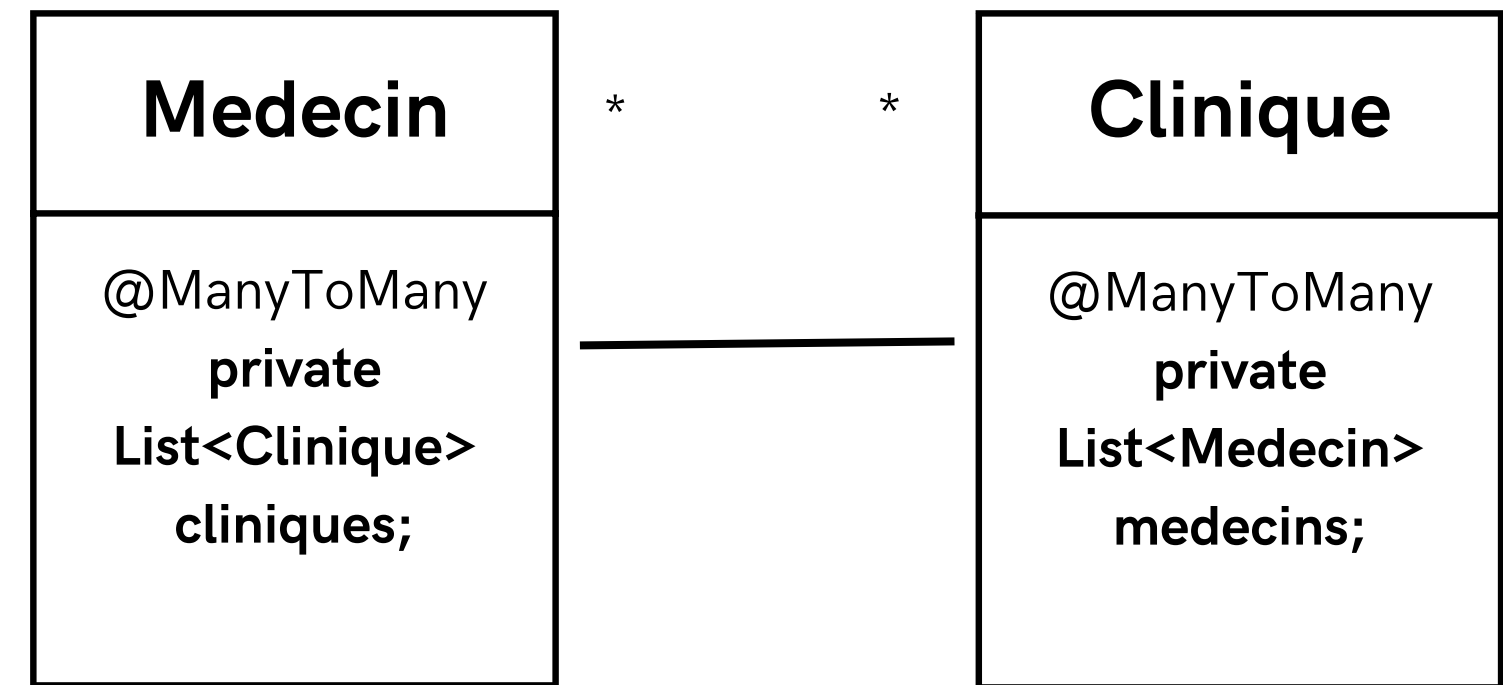 Medecin
*
*
Clinique
@ManyToMany
private
List<Clinique>
cliniques;
@ManyToMany
private
List<Medecin>
medecins;